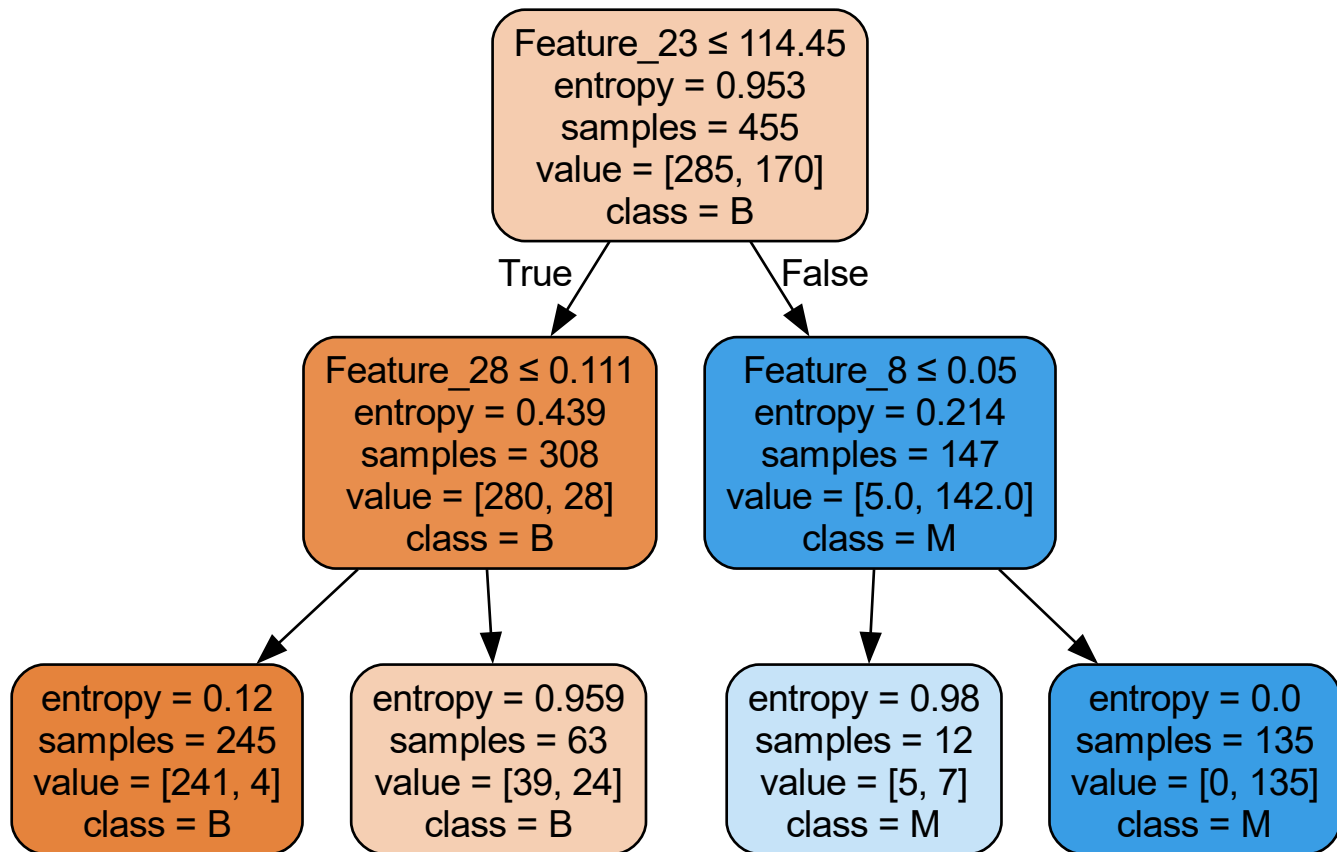 Feature_23 ≤ 114.45
entropy = 0.953
samples = 455
value = [285, 170]
class = B
True
False
Feature_28 ≤ 0.111
entropy = 0.439
samples = 308
value = [280, 28]
class = B
Feature_8 ≤ 0.05
entropy = 0.214
samples = 147
value = [5.0, 142.0]
class = M
entropy = 0.12
samples = 245
value = [241, 4]
class = B
entropy = 0.959
samples = 63
value = [39, 24]
class = B
entropy = 0.98
samples = 12
value = [5, 7]
class = M
entropy = 0.0
samples = 135
value = [0, 135]
class = M